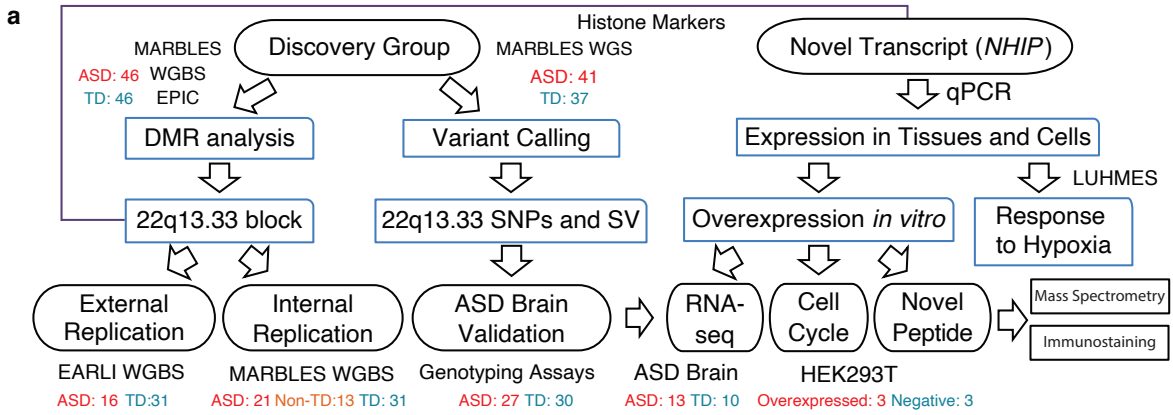 a
Histone Markers
Discovery Group
Novel Transcript (NHIP)
MARBLES
WGBS
EPIC
ASD: 46
TD: 46
MARBLES WGS
ASD: 41
TD: 37
qPCR
DMR analysis
Variant Calling
Expression in Tissues and Cells
LUHMES
22q13.33 block
22q13.33 SNPs and SV
Overexpression in vitro
Response
to Hypoxia
External
Replication
Internal
Replication
ASD Brain
Validation
RNA-
seq
Cell
Cycle
Novel
Peptide
Mass Spectrometry
Immunostaining
EARLI WGBS
ASD: 16 TD:31
MARBLES WGBS
ASD: 21 Non-TD:13 TD: 31
Genotyping Assays
ASD: 27 TD: 30
ASD Brain
ASD: 13 TD: 10
HEK293T
Overexpressed: 3 Negative: 3